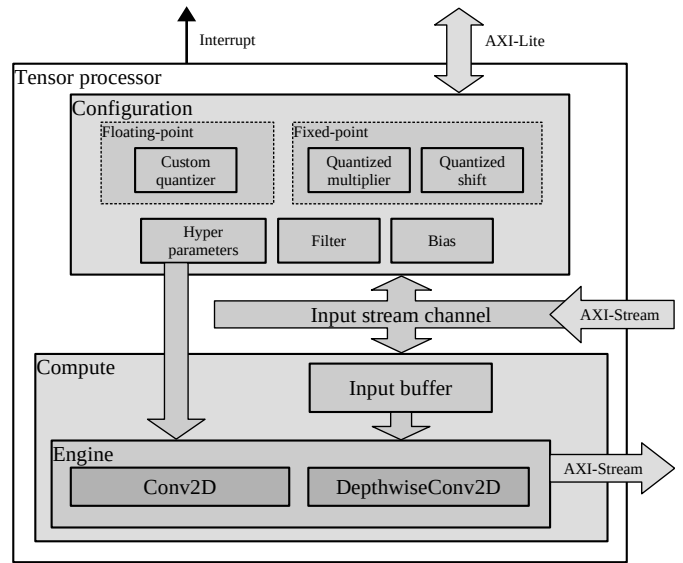 Interrupt
AXI-Lite
Tensor processor
Configuration
Floating-point
Fixed-point
Custom
quantizer
Quantized
multiplier
Quantized
shift
Hyper
parameters
Filter
Bias
Input stream channel
AXI-Stream
Compute
Input buffer
Engine
Conv2D
DepthwiseConv2D
AXI-Stream